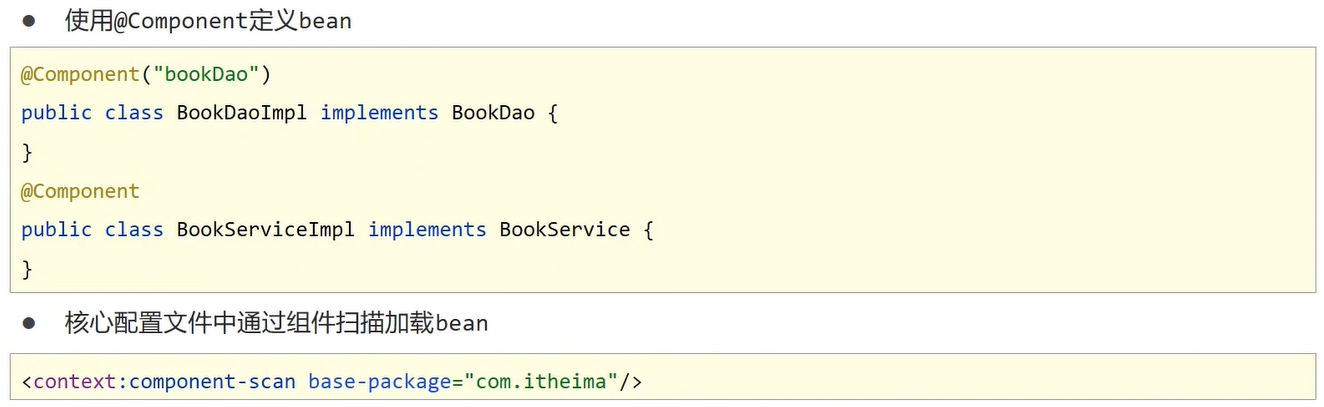 ● 使用@Component定义bean
@Component("bookDao")
public class BookDaoImpl implements BookDao {
}
@Component
public class BookServiceImpl implements BookService {
}
● 核心配置文件中通过组件扫描加载bean
<context:component-scan base-package="com.itheima"/>